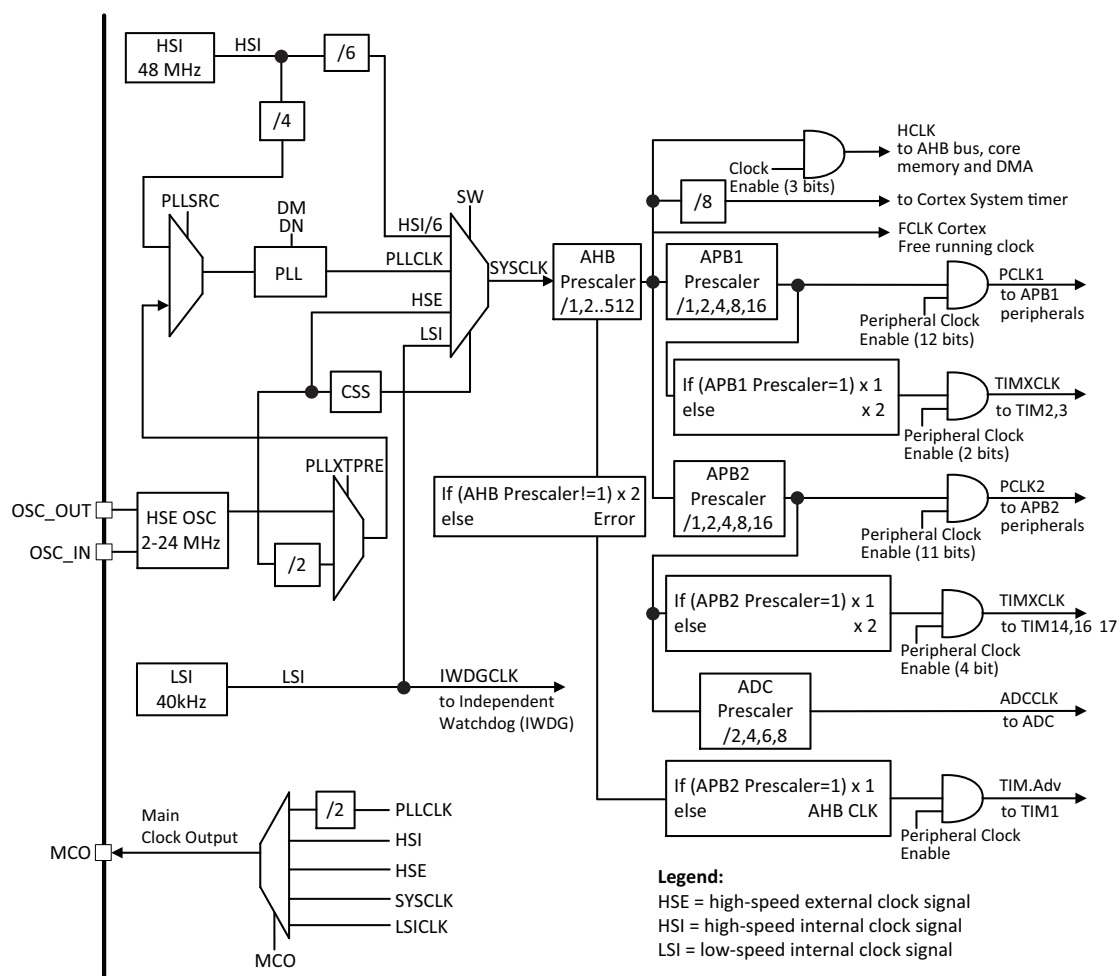 HSI
48 MHz
HSI
/6
/4
PLLSRC
DM
DN
PLL
HSI/6
PLLCLK
HSE
LSI
SW
SYSCLK
CSS
AHB
Prescaler
/1,2..512
Clock
Enable (3 bits)
HCLK
to AHB bus, core
memory and DMA
/8
to Cortex System timer
FCLK Cortex
Free running clock
APB1
Prescaler
/1,2,4,8,16
Peripheral Clock
Enable (12 bits)
PCLK1
to APB1
peripherals
If (APB1 Prescaler=1) x 1
else x 2
Peripheral Clock
Enable (2 bits)
TIMXCLK
to TIM2,3
If (AHB Prescaler!=1) x 2
else Error
APB2
Prescaler
/1,2,4,8,16
Peripheral Clock
Enable (11 bits)
PCLK2
to APB2
peripherals
PLLXTPRE
OSC_OUT
OSC_IN
HSE OSC
2-24 MHz
/2
If (APB2 Prescaler=1) x 1
else x 2
Peripheral Clock
Enable (4 bit)
TIMXCLK
to TIM14,16 17
LSI
40kHz
LSI
IWDGCLK
to Independent
Watchdog (IWDG)
ADC
Prescaler
/2,4,6,8
ADCCLK
to ADC
If (APB2 Prescaler=1) x 1
else AHB CLK
Peripheral Clock
Enable
TIM.Adv
to TIM1
MCO
Main
Clock Output
/2
PLLCLK
HSI
HSE
SYSCLK
LSICLK
MCO
Legend:
HSE = high-speed external clock signal
HSI = high-speed internal clock signal
LSI = low-speed internal clock signal